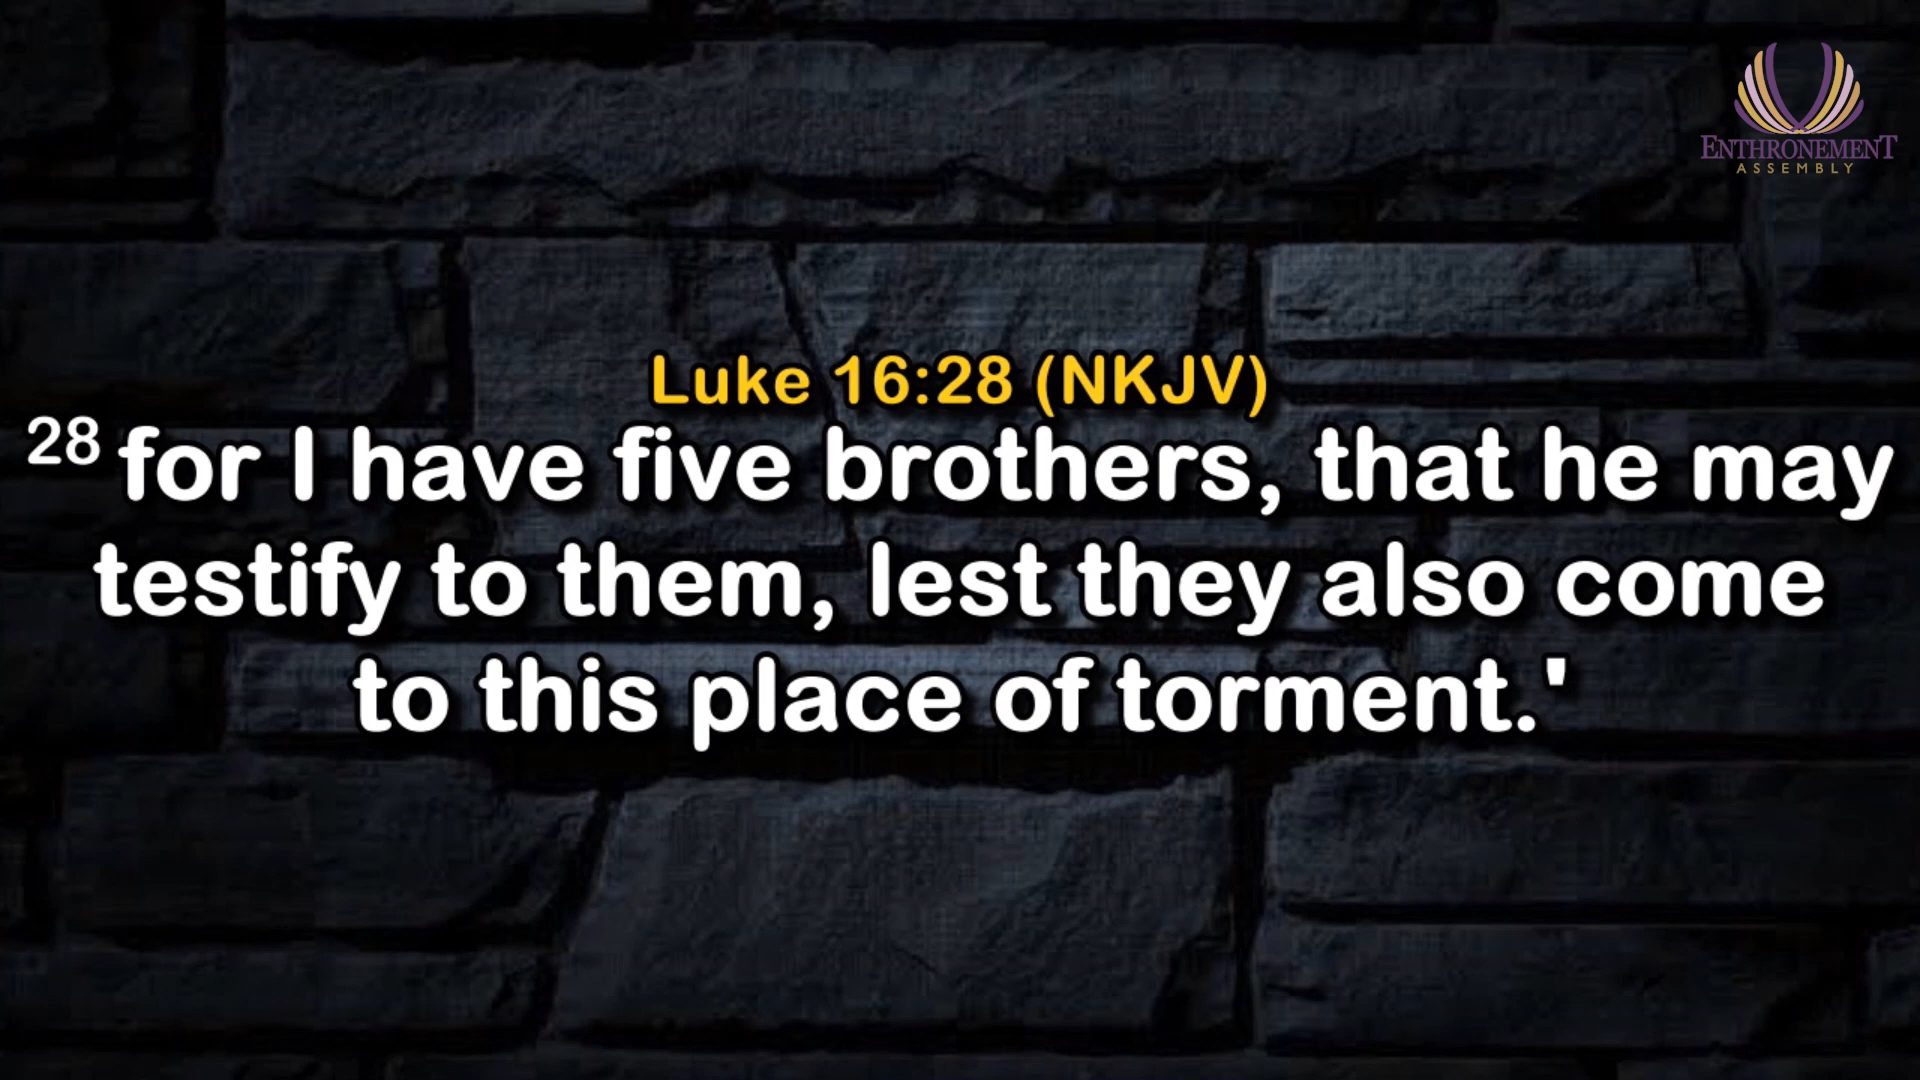 ENTHRONEMENT
ASSEMBLY
Luke 16:28 (NKJV)
28 for I have five brothers, that he may
testify to them, lest they also come
to this place of torment.'